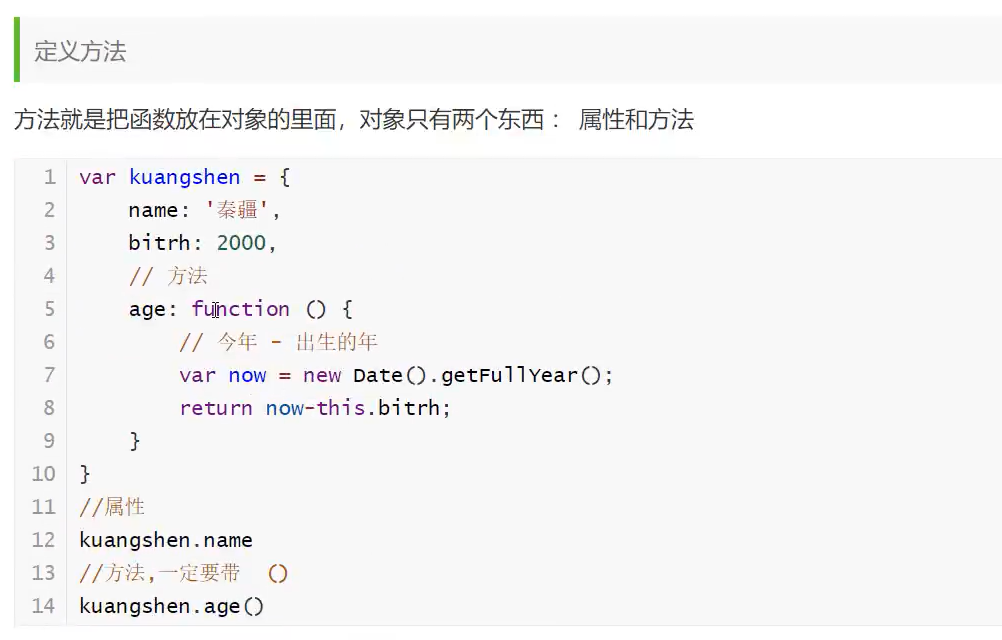 定义方法
方法就是把函数放在对象的里面，对象只有两个东西： 属性和方法
1 var kuangshen = {
2     name: '秦疆',
3     bitrh: 2000,
4     // 方法
5     age: function () {
6         // 今年 - 出生的年
7         var now = new Date().getFullYear();
8         return now-this.bitrh;
9     }
10 }
11 //属性
12 kuangshen.name
13 //方法,一定要带  ()
14 kuangshen.age()